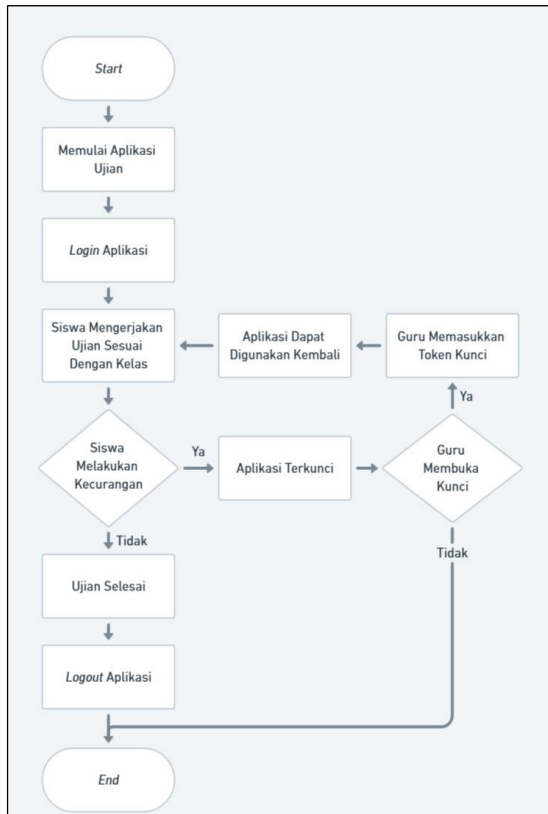 Start
Memulai Aplikasi
Ujian
Login Aplikasi
Siswa Mengerjakan
Ujian Sesuai
Dengan Kelas
Aplikasi Dapat
Digunakan Kembali
Guru Memasukkan
Token Kunci
Ya
Siswa
Melakukan
Kecurangan
Ya
Aplikasi Terkunci
Guru
Membuka
Kunci
Tidak
Tidak
Ujian Selesai
Logout Aplikasi
End